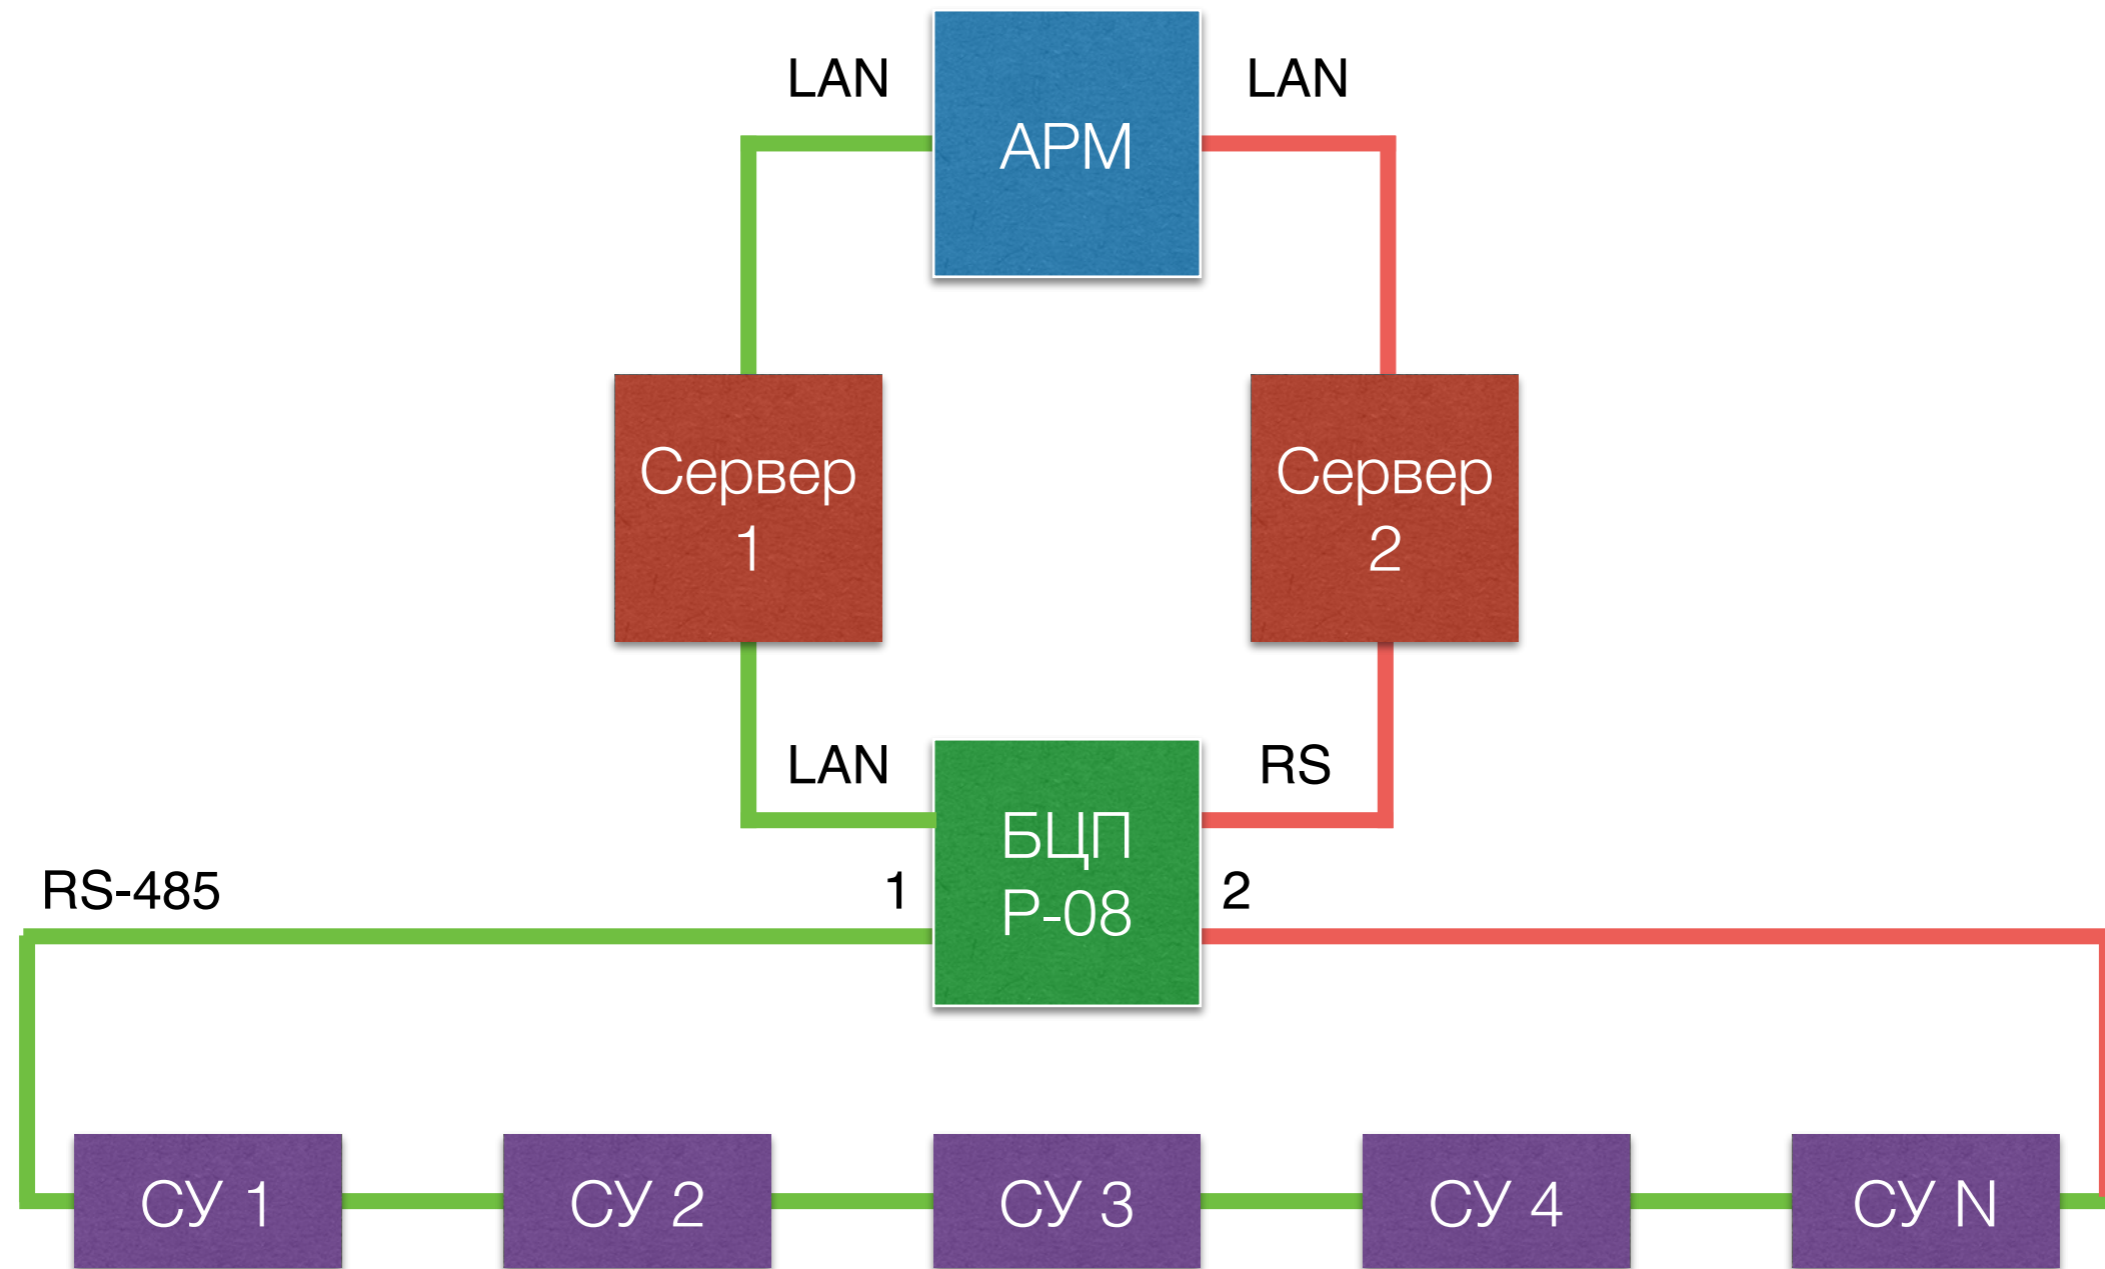 LAN
АРМ
LAN
Сервер
1
Сервер
2
LAN
RS
БЦП
Р-08
1
2
RS-485
СУ 1
СУ 2
СУ 3
СУ 4
СУ N